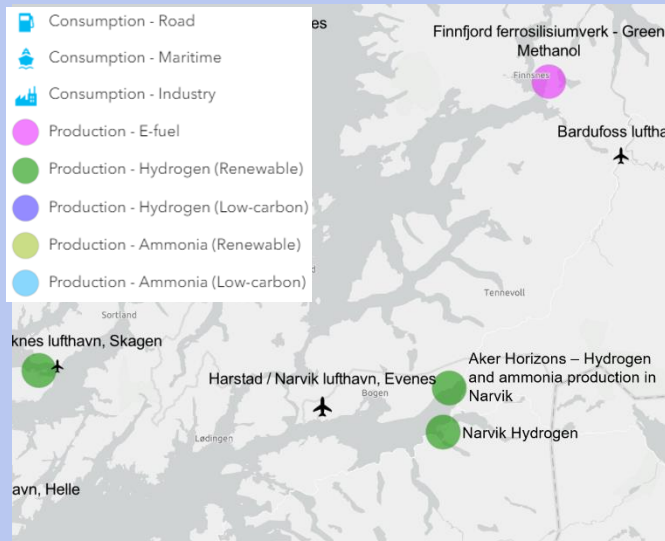 Consumption - Road
Consumption - Maritime
Consumption - Industry
Production - E-fuel
Production - Hydrogen (Renewable)
Production - Hydrogen (Low-carbon)
Production - Ammonia (Renewable)
Production - Ammonia (Low-carbon)
es
Finnfjord ferrosilisiumverk - Green
Methanol
Finnsnes
Bardufoss luftha
Tennevoll
Sortland
knes lufthavn, Skagen
Harstad / Narvik lufthavn, Evenes
Bogen
Aker Horizons – Hydrogen
and ammonia production in
Narvik
Narvik Hydrogen
Lødingen
avn, Helle